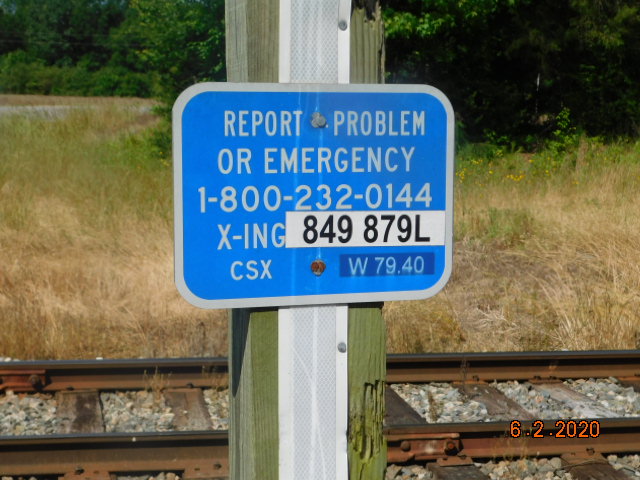 REPORT PROBLEM
OR EMERGENCY
1-800-232-0144
X-ING 849 879L
CSX W 79.40
6.2.2020